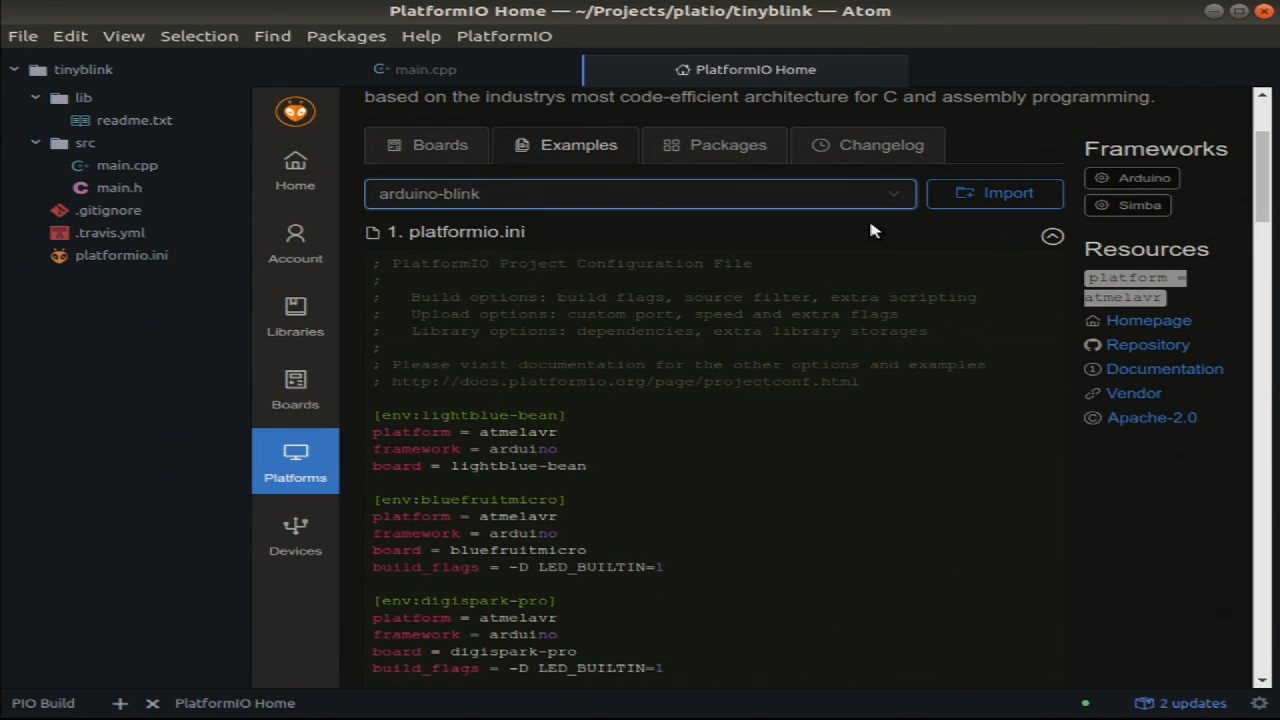 PlatformIO Home — ~/Projects/platio/tinyblink — Atom
File Edit View Selection Find Packages Help PlatformIO
tinyblink
lib
readme.txt
src
main.cpp
main.h
.gitignore
.travis.yml
platformio.ini
main.cpp
PlatformIO Home
Home
Account
Libraries
Boards
Platforms
Devices
based on the industrys most code-efficient architecture for C and assembly programming.
Boards Examples Packages Changelog
arduino-blink
Import
1. platformio.ini
; PlatformIO Project Configuration File
;
; Build options: build flags, source filter, extra scripting
; Upload options: custom port, speed and extra flags
; Library options: dependencies, extra library storages
;
; Please visit documentation for the other options and examples
; http://docs.platformio.org/page/projectconf.html
[env:lightblue-bean]
platform = atmelavr
framework = arduino
board = lightblue-bean
[env:bluefruitmicro]
platform = atmelavr
framework = arduino
board = bluefruitmicro
build_flags = -D LED_BUILTIN=1
[env:digispark-pro]
platform = atmelavr
framework = arduino
board = digispark-pro
build_flags = -D LED_BUILTIN=1
Frameworks
Arduino
Simba
Resources
platform =
atmelavr
Homepage
Repository
Documentation
Vendor
Apache-2.0
PIO Build
PlatformIO Home
2 updates